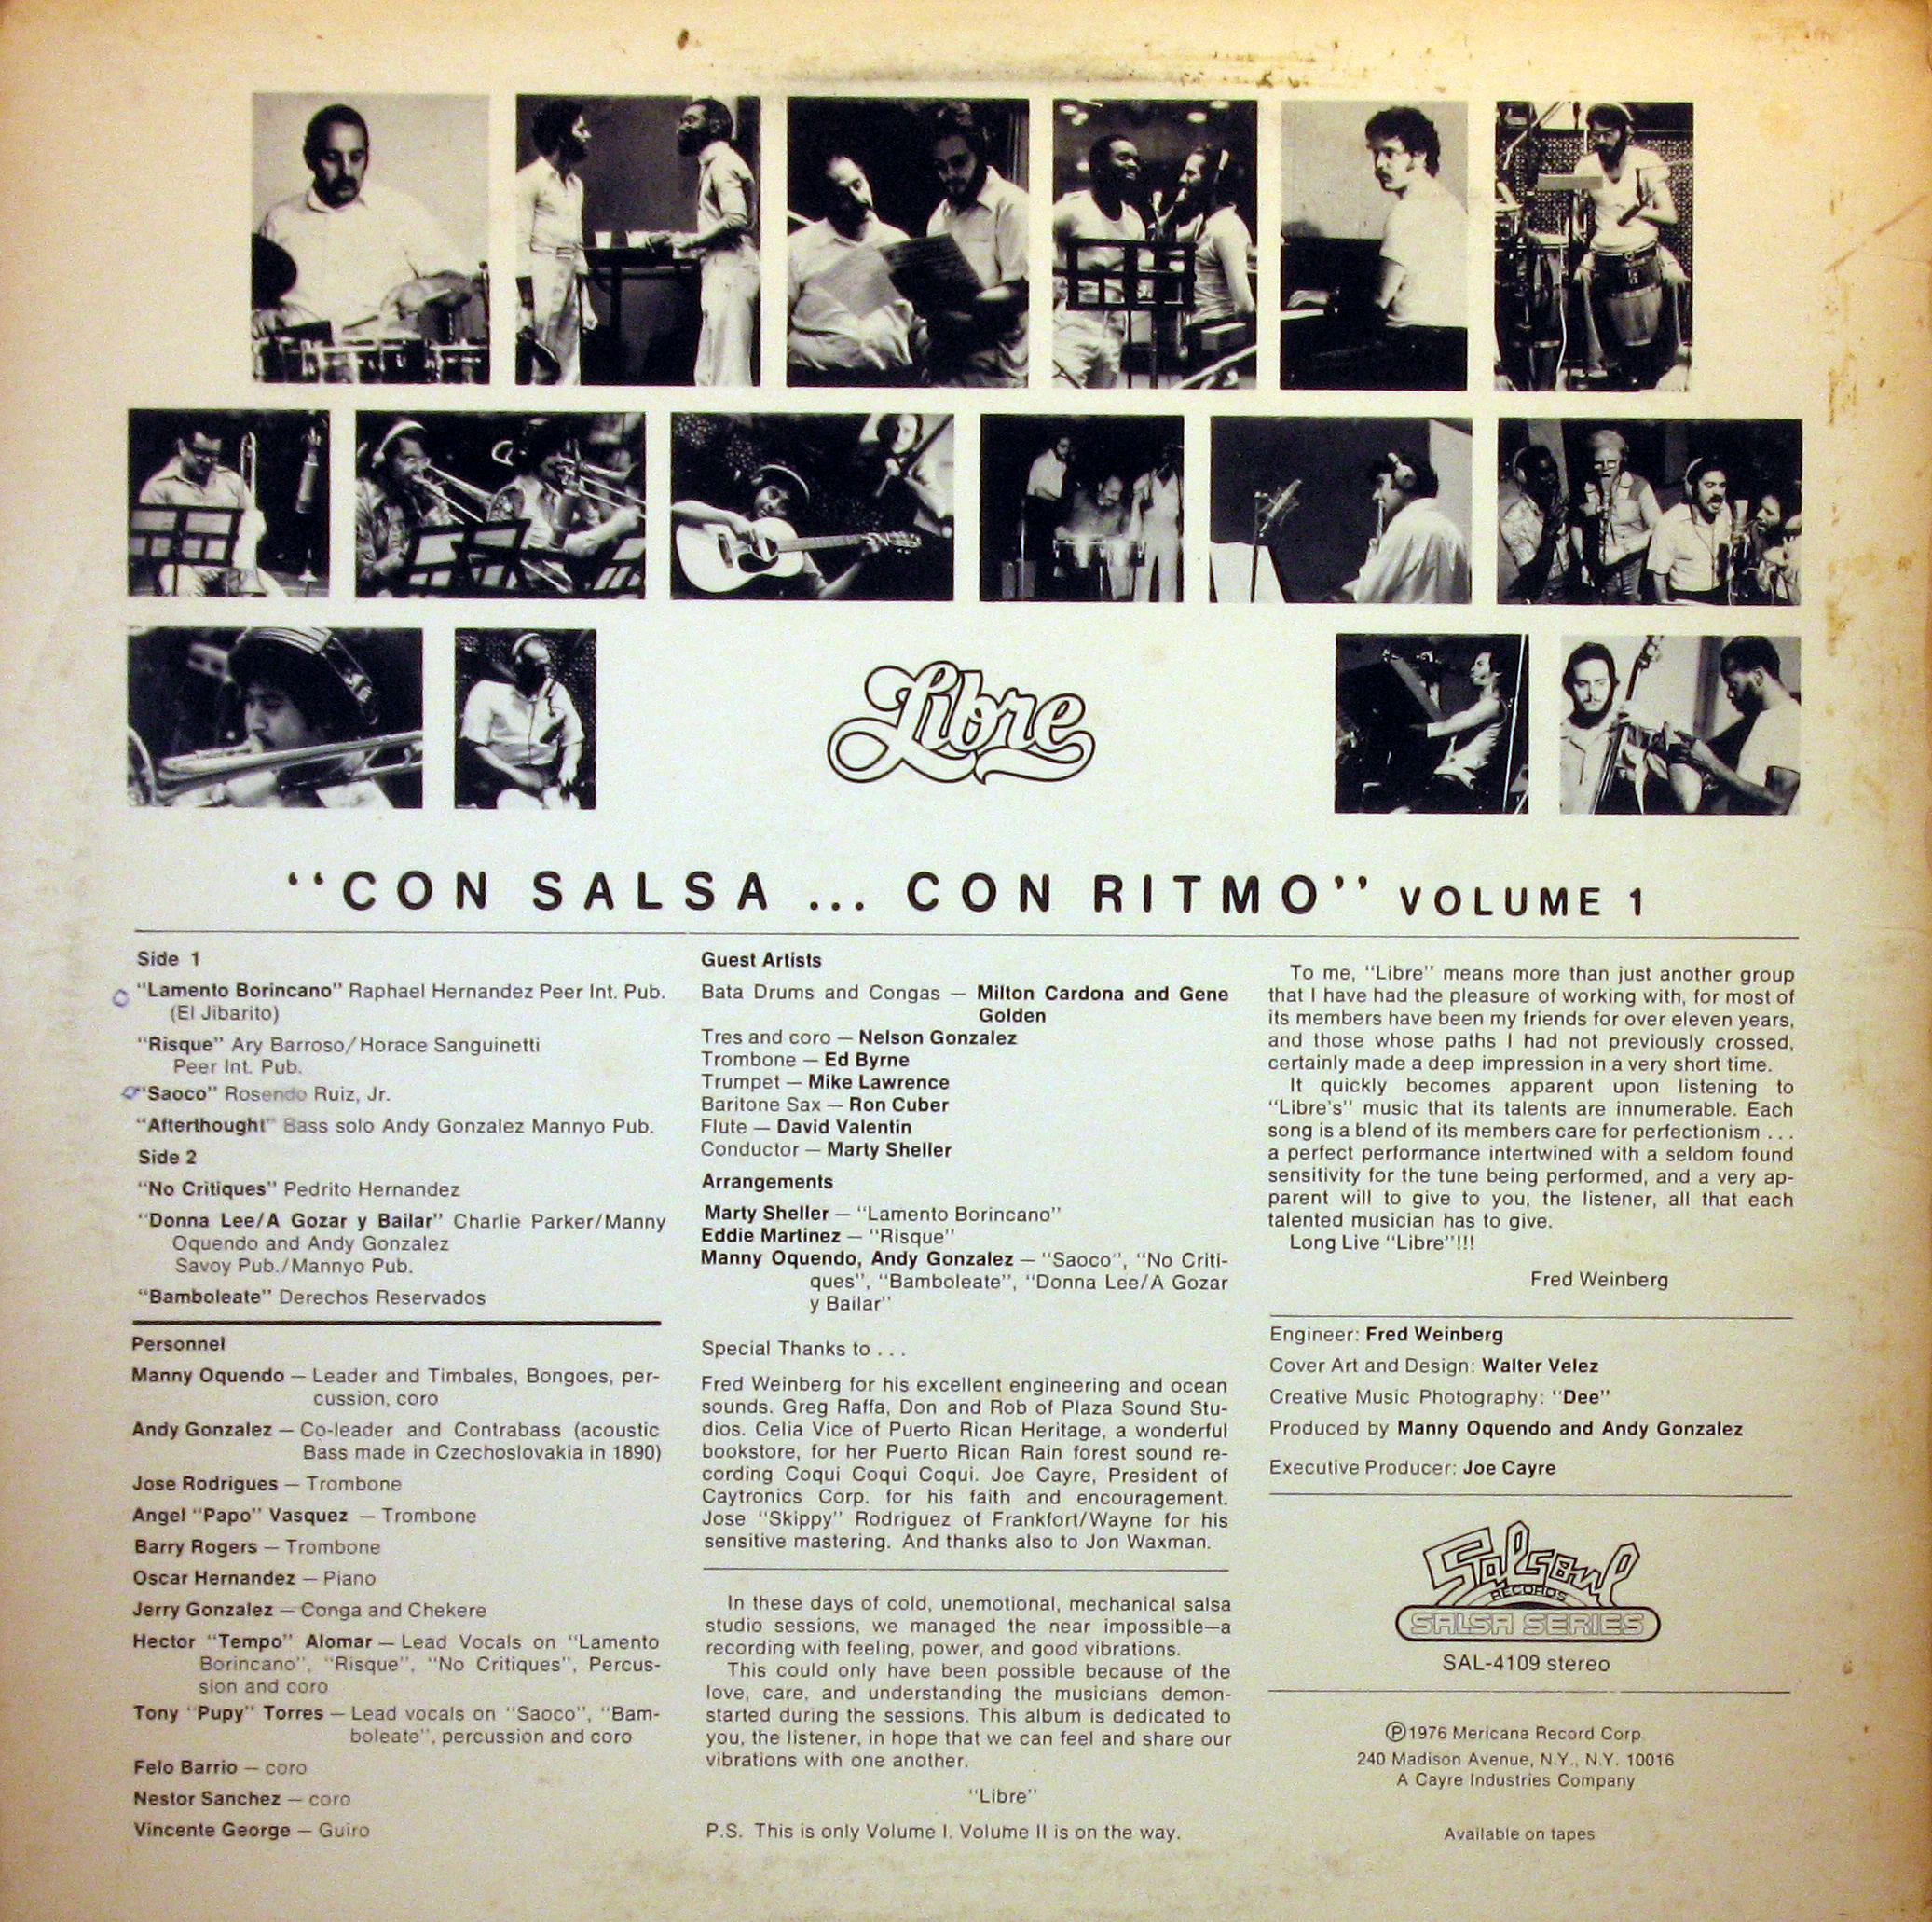 Libre
“CON SALSA ... CON RITMO” VOLUME 1
Side 1
“Lamento Borincano” Raphael Hernandez Peer Int. Pub.
(El Jibarito)
“Risque” Ary Barroso/Horace Sanguinetti
Peer Int. Pub.
“Saoco” Rosendo Ruiz, Jr.
“Afterthought” Bass solo Andy Gonzalez Mannyo Pub.
Side 2
“No Critiques” Pedrito Hernandez
“Donna Lee/A Gozar y Bailar” Charlie Parker/Manny
Oquendo and Andy Gonzalez
Savoy Pub./Mannyo Pub.
“Bamboleate” Derechos Reservados
Personnel
Manny Oquendo — Leader and Timbales, Bongoes, per-
cussion, coro
Andy Gonzalez — Co-leader and Contrabass (acoustic
Bass made in Czechoslovakia in 1890)
Jose Rodrigues — Trombone
Angel “Papo” Vasquez — Trombone
Barry Rogers — Trombone
Oscar Hernandez — Piano
Jerry Gonzalez — Conga and Chekere
Hector “Tempo” Alomar — Lead Vocals on “Lamento
Borincano”, “Risque”, “No Critiques”, Percus-
sion and coro
Tony “Pupy” Torres — Lead vocals on “Saoco”, “Bam-
boleate”, percussion and coro
Felo Barrio — coro
Nestor Sanchez — coro
Vincente George — Guiro
Guest Artists
Bata Drums and Congas — Milton Cardona and Gene
Golden
Tres and coro — Nelson Gonzalez
Trombone — Ed Byrne
Trumpet — Mike Lawrence
Baritone Sax — Ron Cuber
Flute — David Valentin
Conductor — Marty Sheller
Arrangements
Marty Sheller — “Lamento Borincano”
Eddie Martinez — “Risque”
Manny Oquendo, Andy Gonzalez — “Saoco”, “No Criti-
ques”, “Bamboleate”, “Donna Lee/A Gozar
y Bailar”
Special Thanks to . . .
Fred Weinberg for his excellent engineering and ocean
sounds. Greg Raffa, Don and Rob of Plaza Sound Stu-
dios. Celia Vice of Puerto Rican Heritage, a wonderful
bookstore, for her Puerto Rican Rain forest sound re-
cording Coqui Coqui Coqui. Joe Cayre, President of
Caytronics Corp. for his faith and encouragement.
Jose “Skippy” Rodriguez of Frankfort/Wayne for his
sensitive mastering. And thanks also to Jon Waxman.
In these days of cold, unemotional, mechanical salsa
studio sessions, we managed the near impossible—a
recording with feeling, power, and good vibrations.
This could only have been possible because of the
love, care, and understanding the musicians demon-
started during the sessions. This album is dedicated to
you, the listener, in hope that we can feel and share our
vibrations with one another.
“Libre”
P.S. This is only Volume I. Volume II is on the way.
To me, “Libre” means more than just another group
that I have had the pleasure of working with, for most of
its members have been my friends for over eleven years,
and those whose paths I had not previously crossed,
certainly made a deep impression in a very short time.
It quickly becomes apparent upon listening to
“Libre’s” music that its talents are innumerable. Each
song is a blend of its members care for perfectionism . . .
a perfect performance intertwined with a seldom found
sensitivity for the tune being performed, and a very ap-
parent will to give to you, the listener, all that each
talented musician has to give.
Long Live “Libre”!!!
Fred Weinberg
Engineer: Fred Weinberg
Cover Art and Design: Walter Velez
Creative Music Photography: “Dee”
Produced by Manny Oquendo and Andy Gonzalez
Executive Producer: Joe Cayre
Salsoul
RECORDS
SALSA SERIES
SAL-4109 stereo
℗1976 Mericana Record Corp.
240 Madison Avenue, N.Y., N.Y. 10016
A Cayre Industries Company
Available on tapes